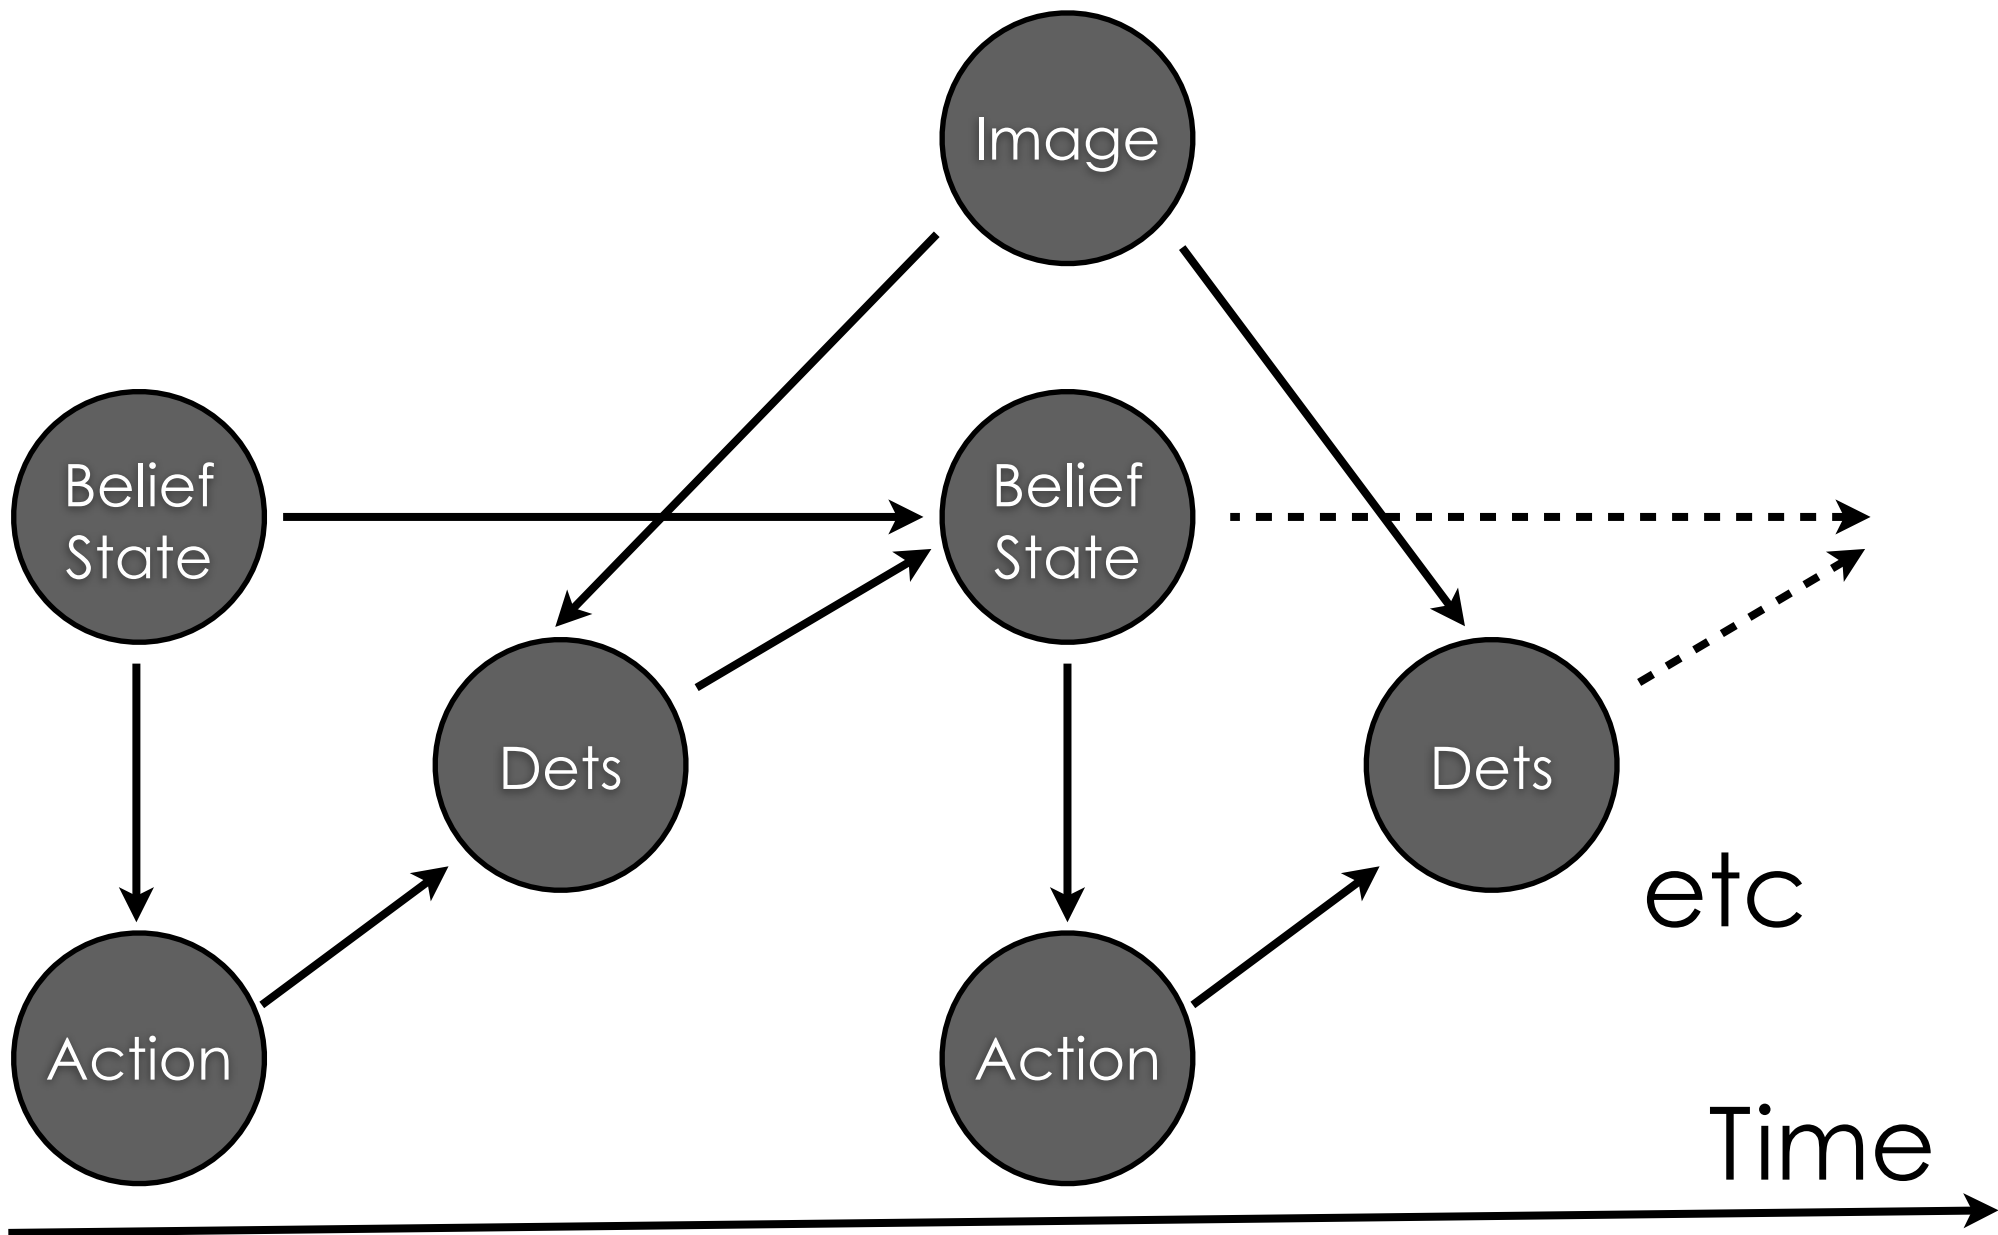 Image
Belief
State
Belief
State
Dets
Dets
etc
Action
Action
Time